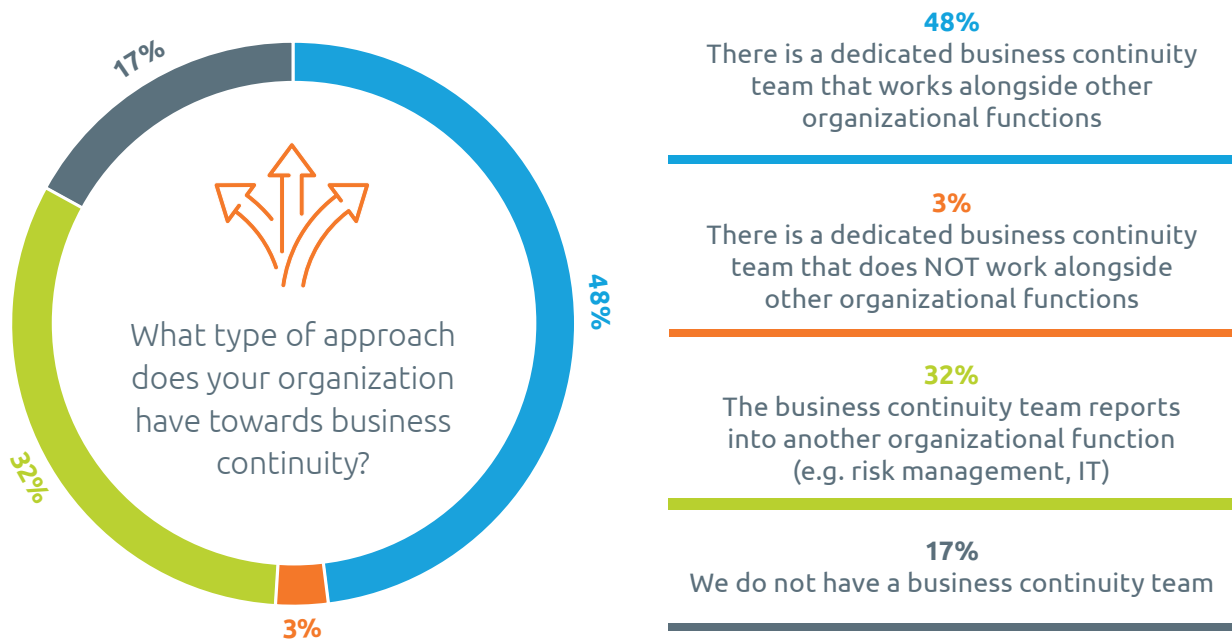 17%
48%
32%
3%
What type of approach
does your organization
have towards business
continuity?
48%
There is a dedicated business continuity
team that works alongside other
organizational functions
3%
There is a dedicated business continuity
team that does NOT work alongside
other organizational functions
32%
The business continuity team reports
into another organizational function
(e.g. risk management, IT)
17%
We do not have a business continuity team